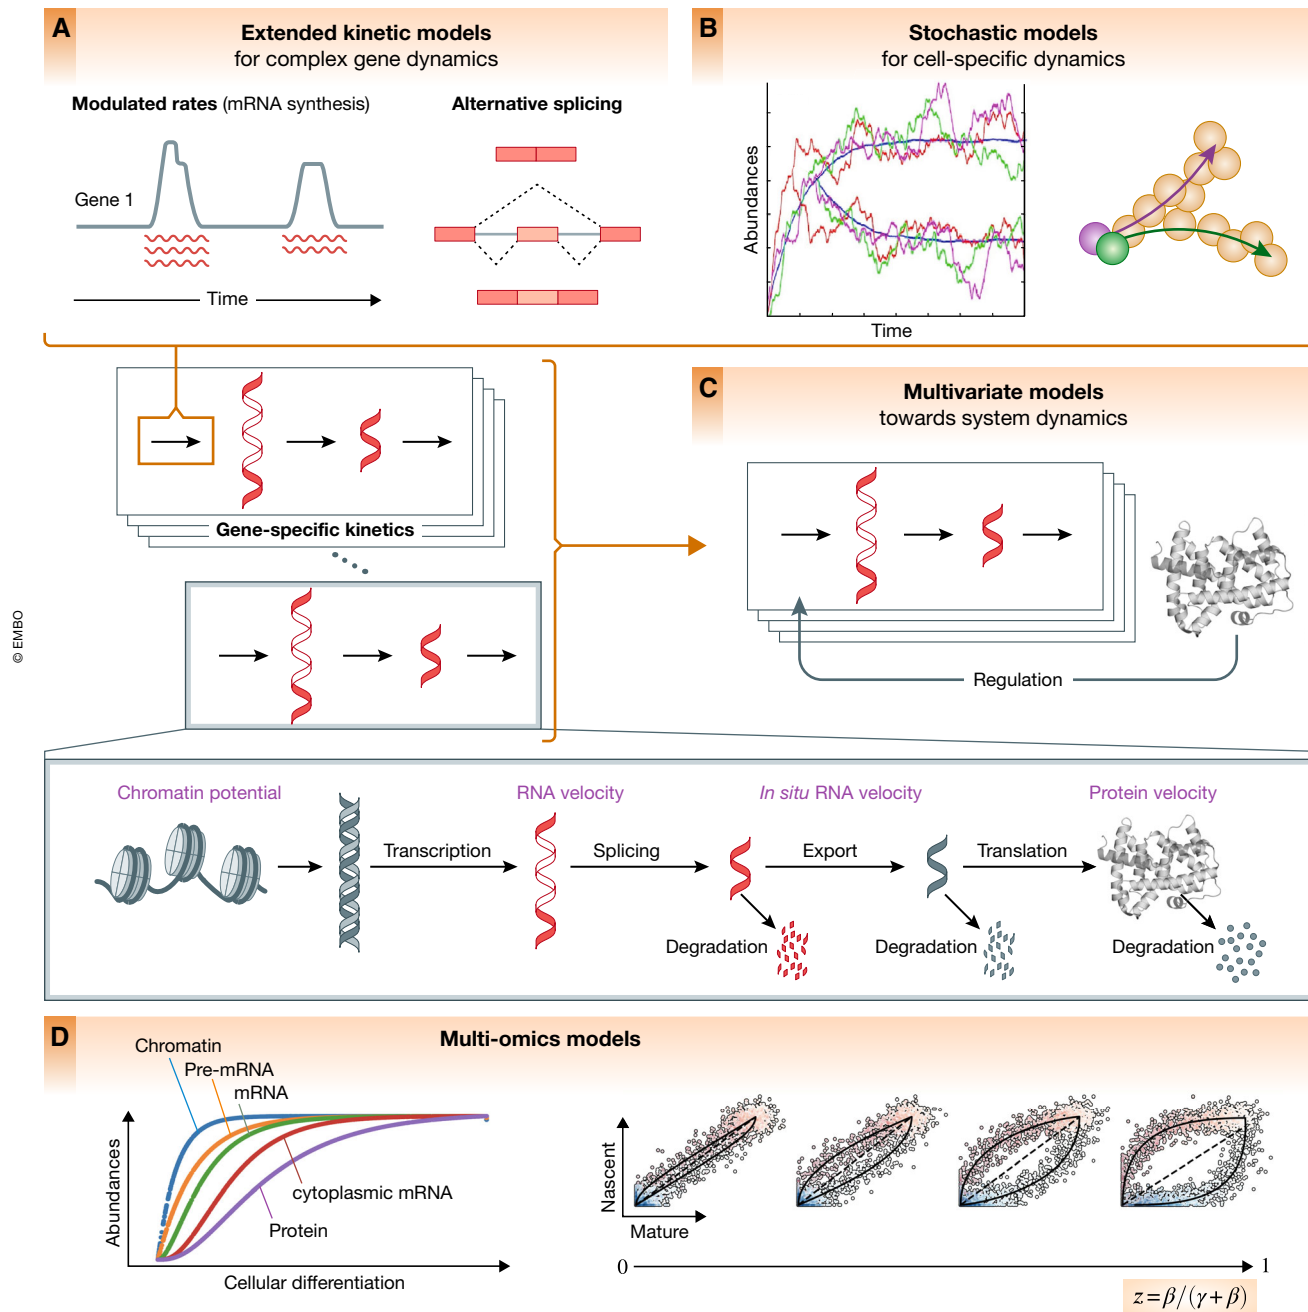 A
Extended kinetic models
for complex gene dynamics
Modulated rates (mRNA synthesis)
Alternative splicing
Gene 1
Time
B
Stochastic models
for cell-specific dynamics
Abundances
Time
Gene-specific kinetics
C
Multivariate models
towards system dynamics
Regulation
© EMBO
Chromatin potential
RNA velocity
In situ RNA velocity
Protein velocity
Transcription
Splicing
Export
Translation
Degradation
Degradation
Degradation
D
Multi-omics models
Chromatin
Pre-mRNA
mRNA
cytoplasmic mRNA
Protein
Abundances
Cellular differentiation
Nascent
Mature
0
1
z = β/(γ + β)